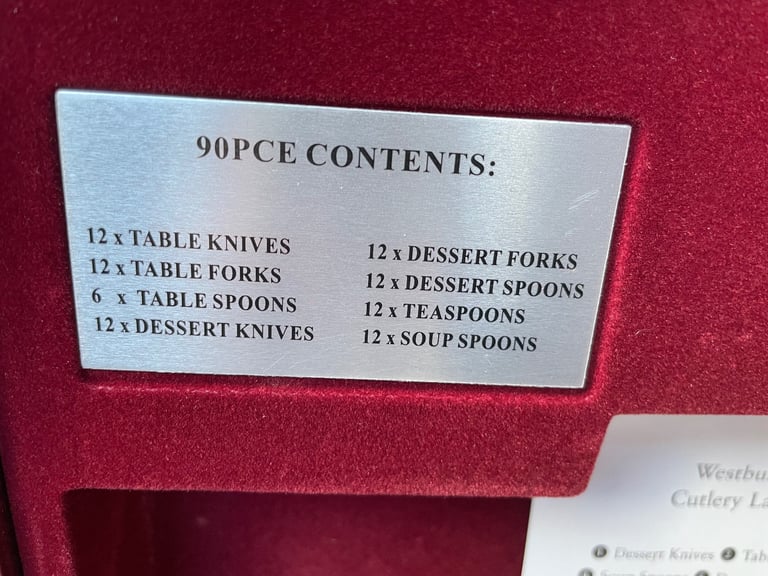 90PCE CONTENTS:
12 x TABLE KNIVES
12 x TABLE FORKS
6 x TABLE SPOONS
12 x DESSERT KNIVES
12 x DESSERT FORKS
12 x DESSERT SPOONS
12 x TEASPOONS
12 x SOUP SPOONS
Cutlery
Dessert Knives